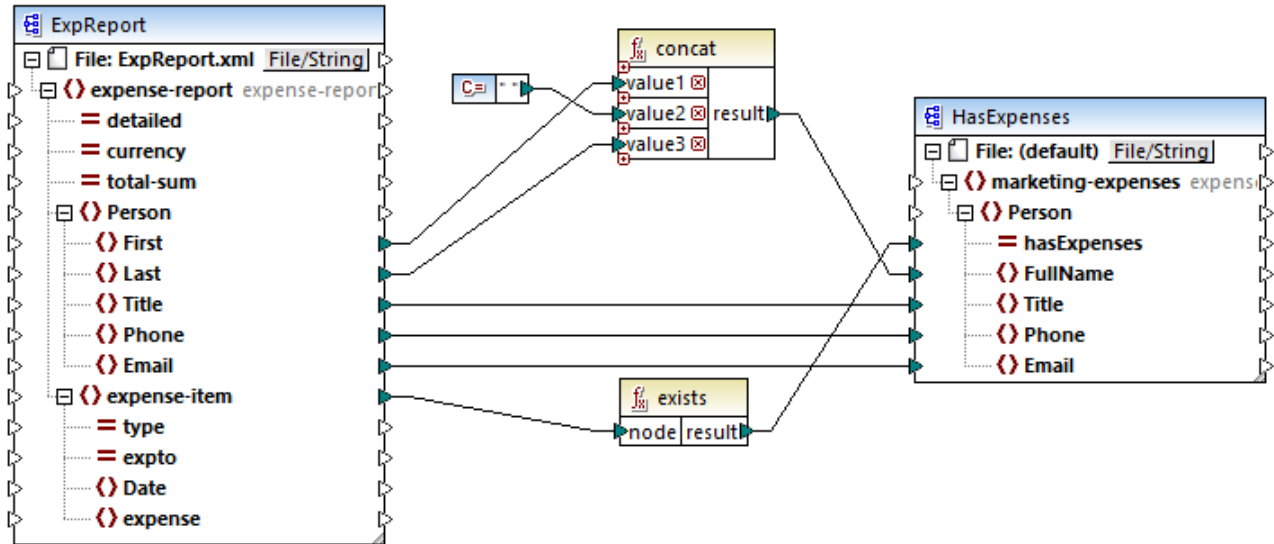 ExpReport
File: ExpReport.xml File/String
expense-report expense-repor
detailed
currency
total-sum
Person
First
Last
Title
Phone
Email
expense-item
type
expto
Date
expense
C= " "
concat
value1
value2 result
value3
exists
node result
HasExpenses
File: (default) File/String
marketing-expenses expens
Person
hasExpenses
FullName
Title
Phone
Email